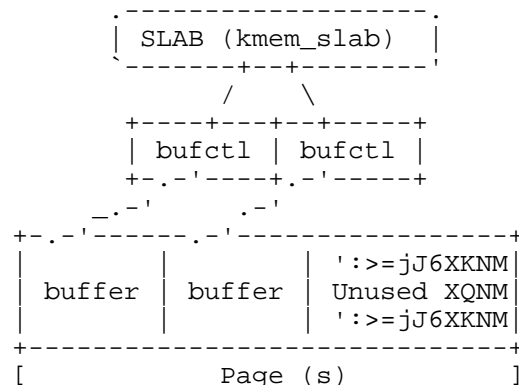 SLAB (kmem_slab)
bufctl | bufctl
':>=jJ6XKNM
buffer | buffer | Unused XQNM
':>=jJ6XKNM
[ Page (s) ]